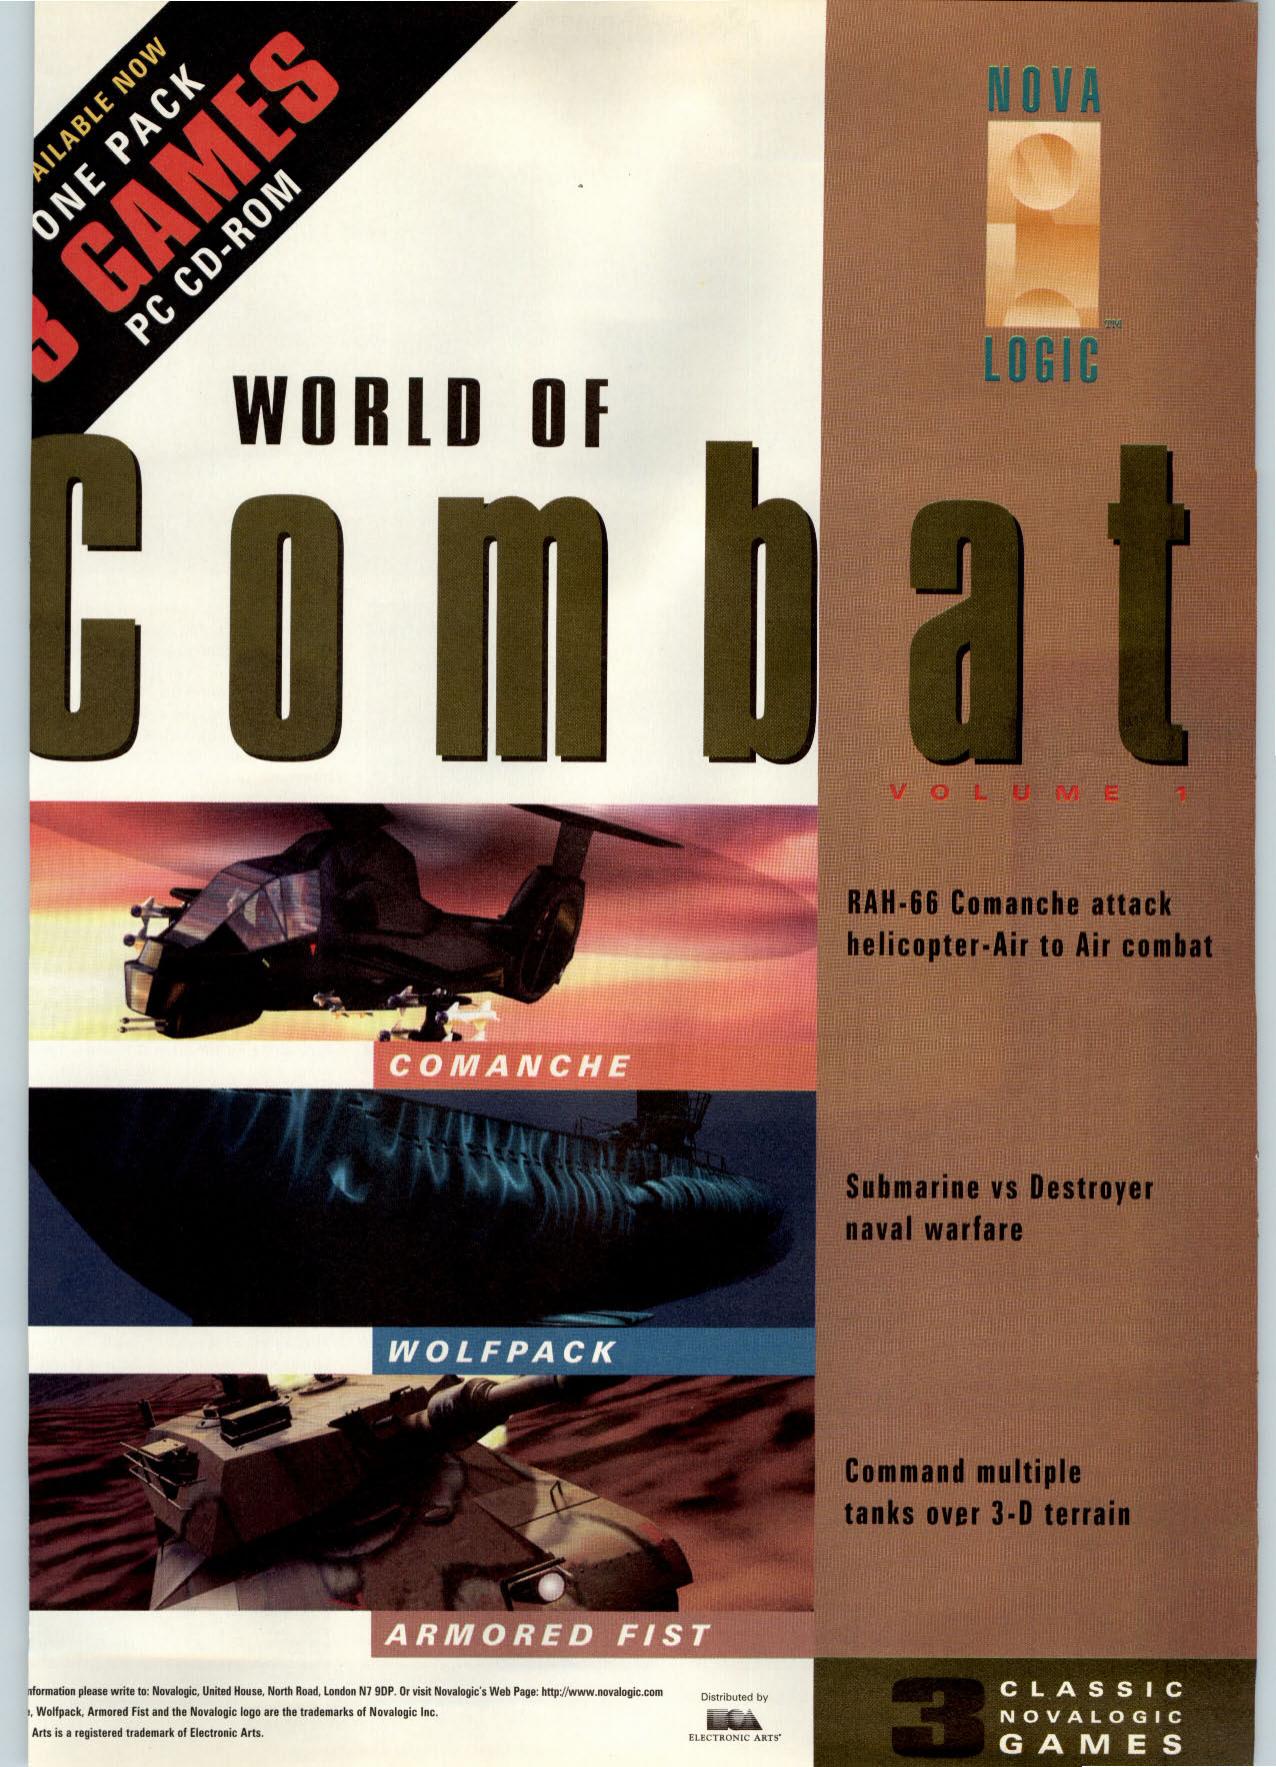 AILABLE NOW
ONE PACK
3 GAMES
PC CD-ROM
NOVA
LOGIC™
WORLD OF
Combat
VOLUME 1
RAH-66 Comanche attack
helicopter-Air to Air combat
COMANCHE
Submarine vs Destroyer
naval warfare
WOLFPACK
Command multiple
tanks over 3-D terrain
ARMORED FIST
nformation please write to: Novalogic, United House, North Road, London N7 9DP. Or visit Novalogic's Web Page: http://www.novalogic.com
, Wolfpack, Armored Fist and the Novalogic logo are the trademarks of Novalogic Inc.
Arts is a registered trademark of Electronic Arts.
Distributed by
ELECTRONIC ARTS®
3 CLASSIC
NOVALOGIC
GAMES